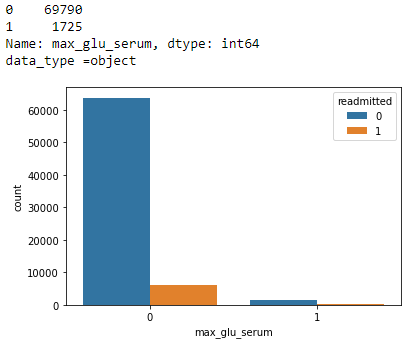 0    69790
1     1725
Name: max_glu_serum, dtype: int64
data_type =object
readmitted
0
1
60000
50000
40000
30000
20000
10000
0
count
0
1
max_glu_serum